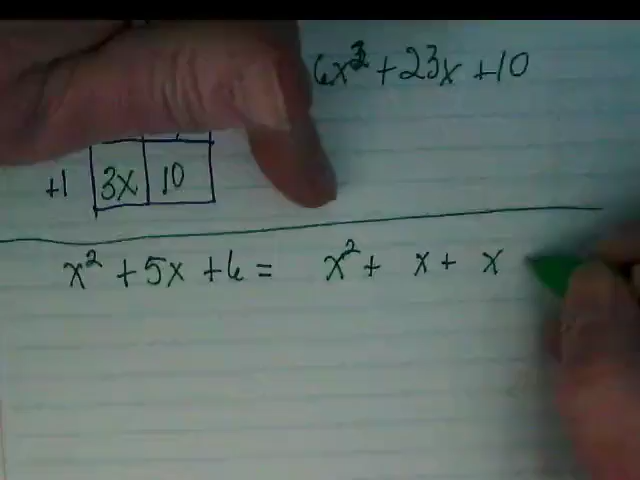 6x² + 23x + 10
+1 3x 10
x² + 5x + 6 = x² + x + x